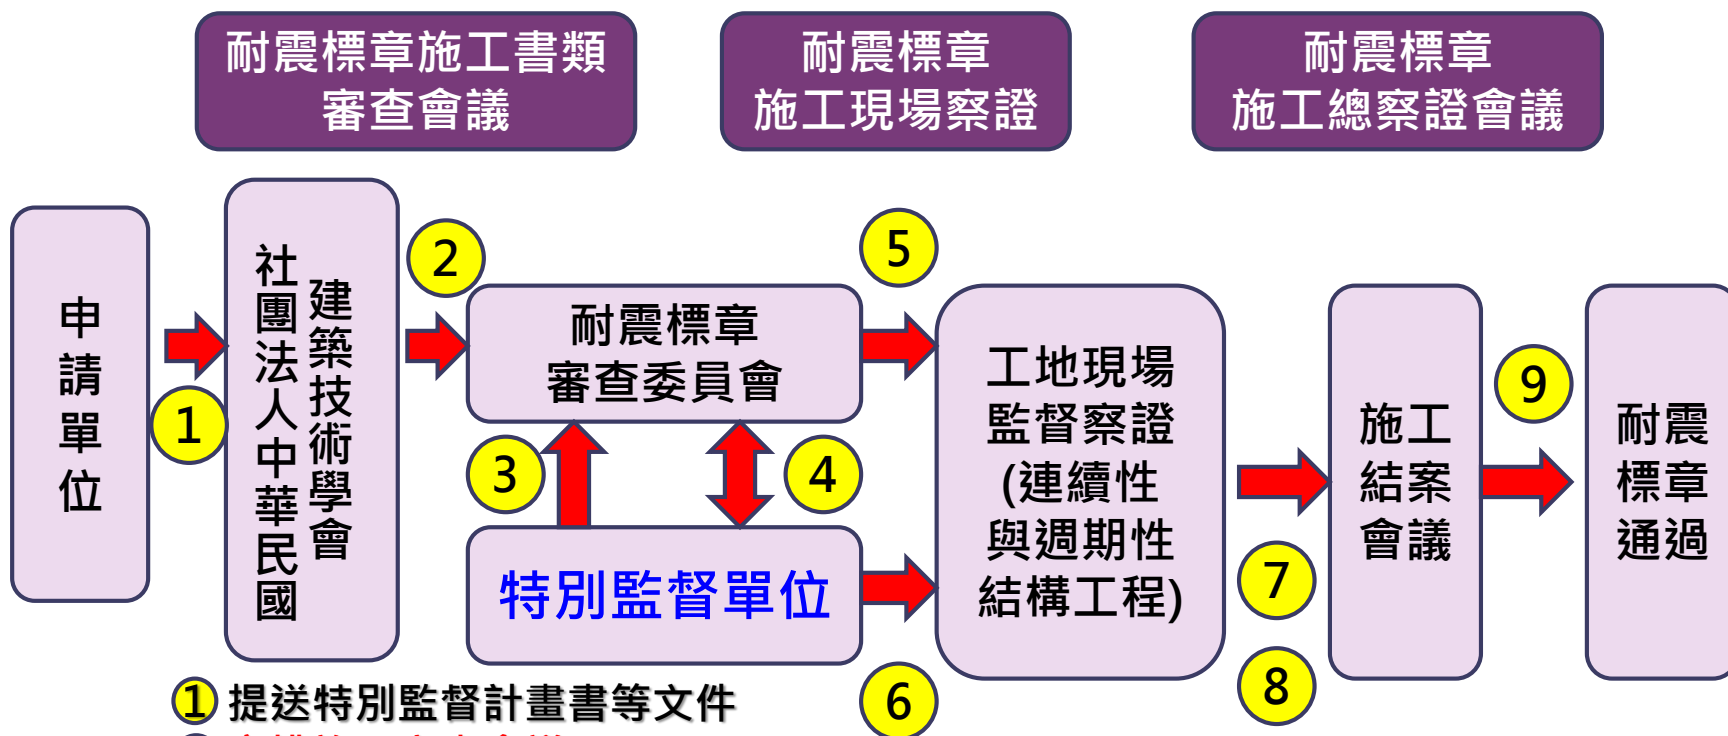 耐震標章施工書類
審查會議
耐震標章
施工現場察證
耐震標章
施工總察證會議
申
請
單
位
1
社團法人中華民國
建築技術學會
2
耐震標章
審查委員會
3
4
特別監督單位
5
6
工地現場
監督察證
(連續性
與週期性
結構工程)
7
8
施工
結案
會議
9
耐震
標章
通過
1 提送特別監督計畫書等文件